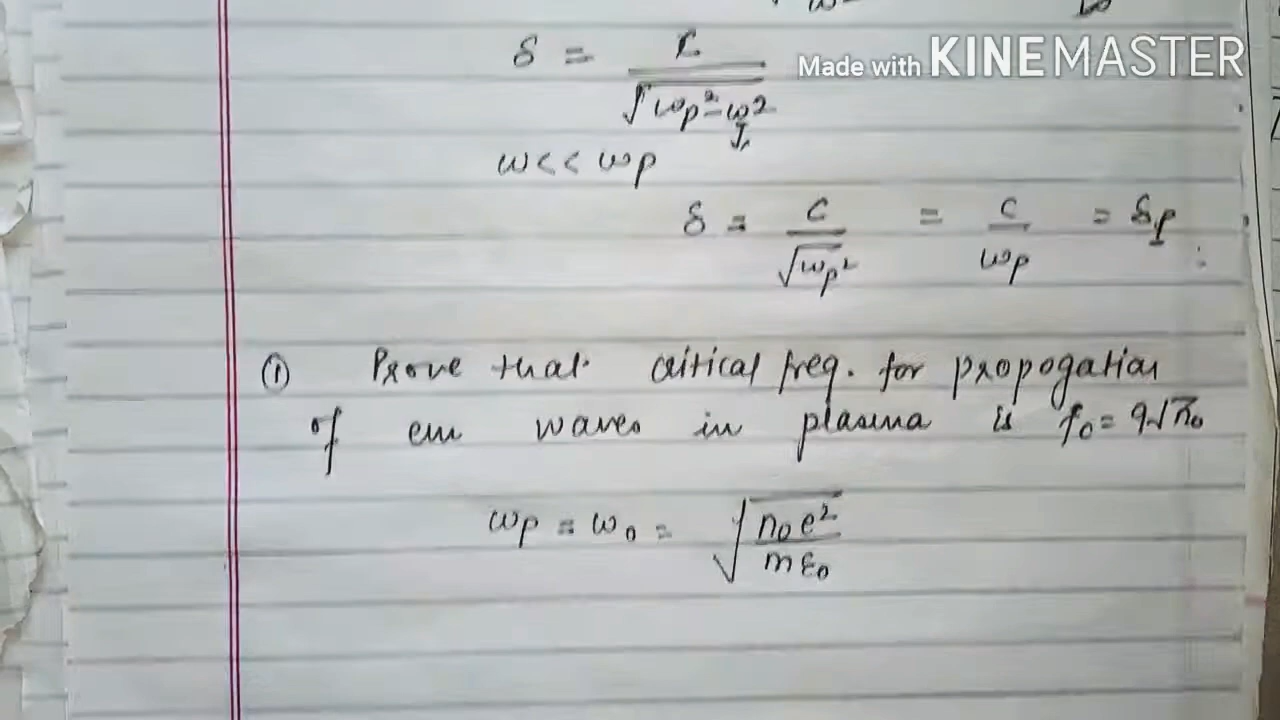 δ = c / √ωp²-ω²
Made with KINEMASTER
ω << ωp
δ = c / √ωp² = c / ωp = δp
① Prove that critical freq. for propogation
of em waves in plasma is f₀ = 9√n₀
ωp = ω₀ = √n₀e² / mε₀